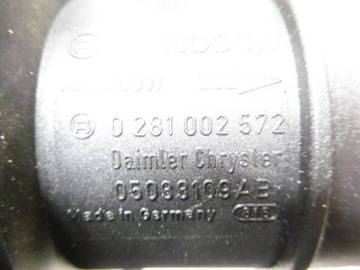 BOSCH
AIR FLOW
0 281 002 572
Daimler Chrysler
05083109AB
Made in Germany